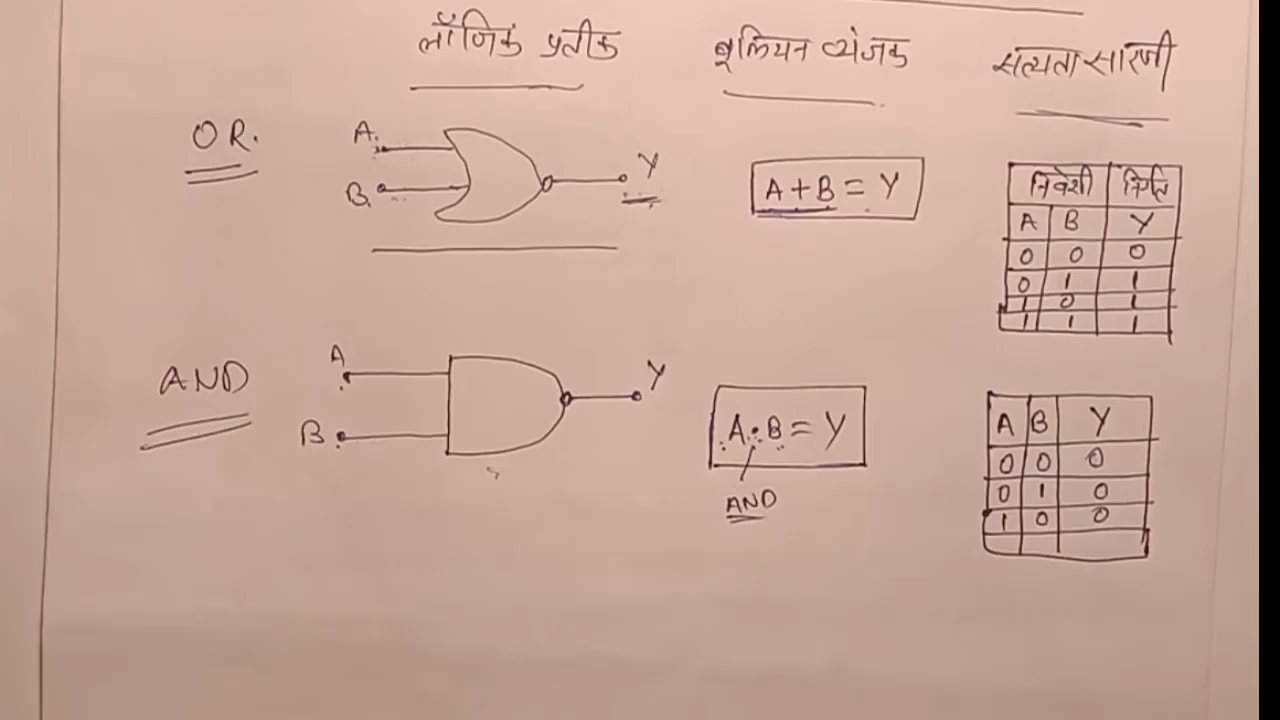 लॉजिक प्रतीक बूलियन व्यंजक सत्यता सारणी
OR. A. B. Y A + B = Y
निवेशी निर्गत
A B Y
0 0 0
0 1 1
1 0 1
1 1 1
AND A B Y A . B = Y
AND
A B Y
0 0 0
0 1 0
1 0 0